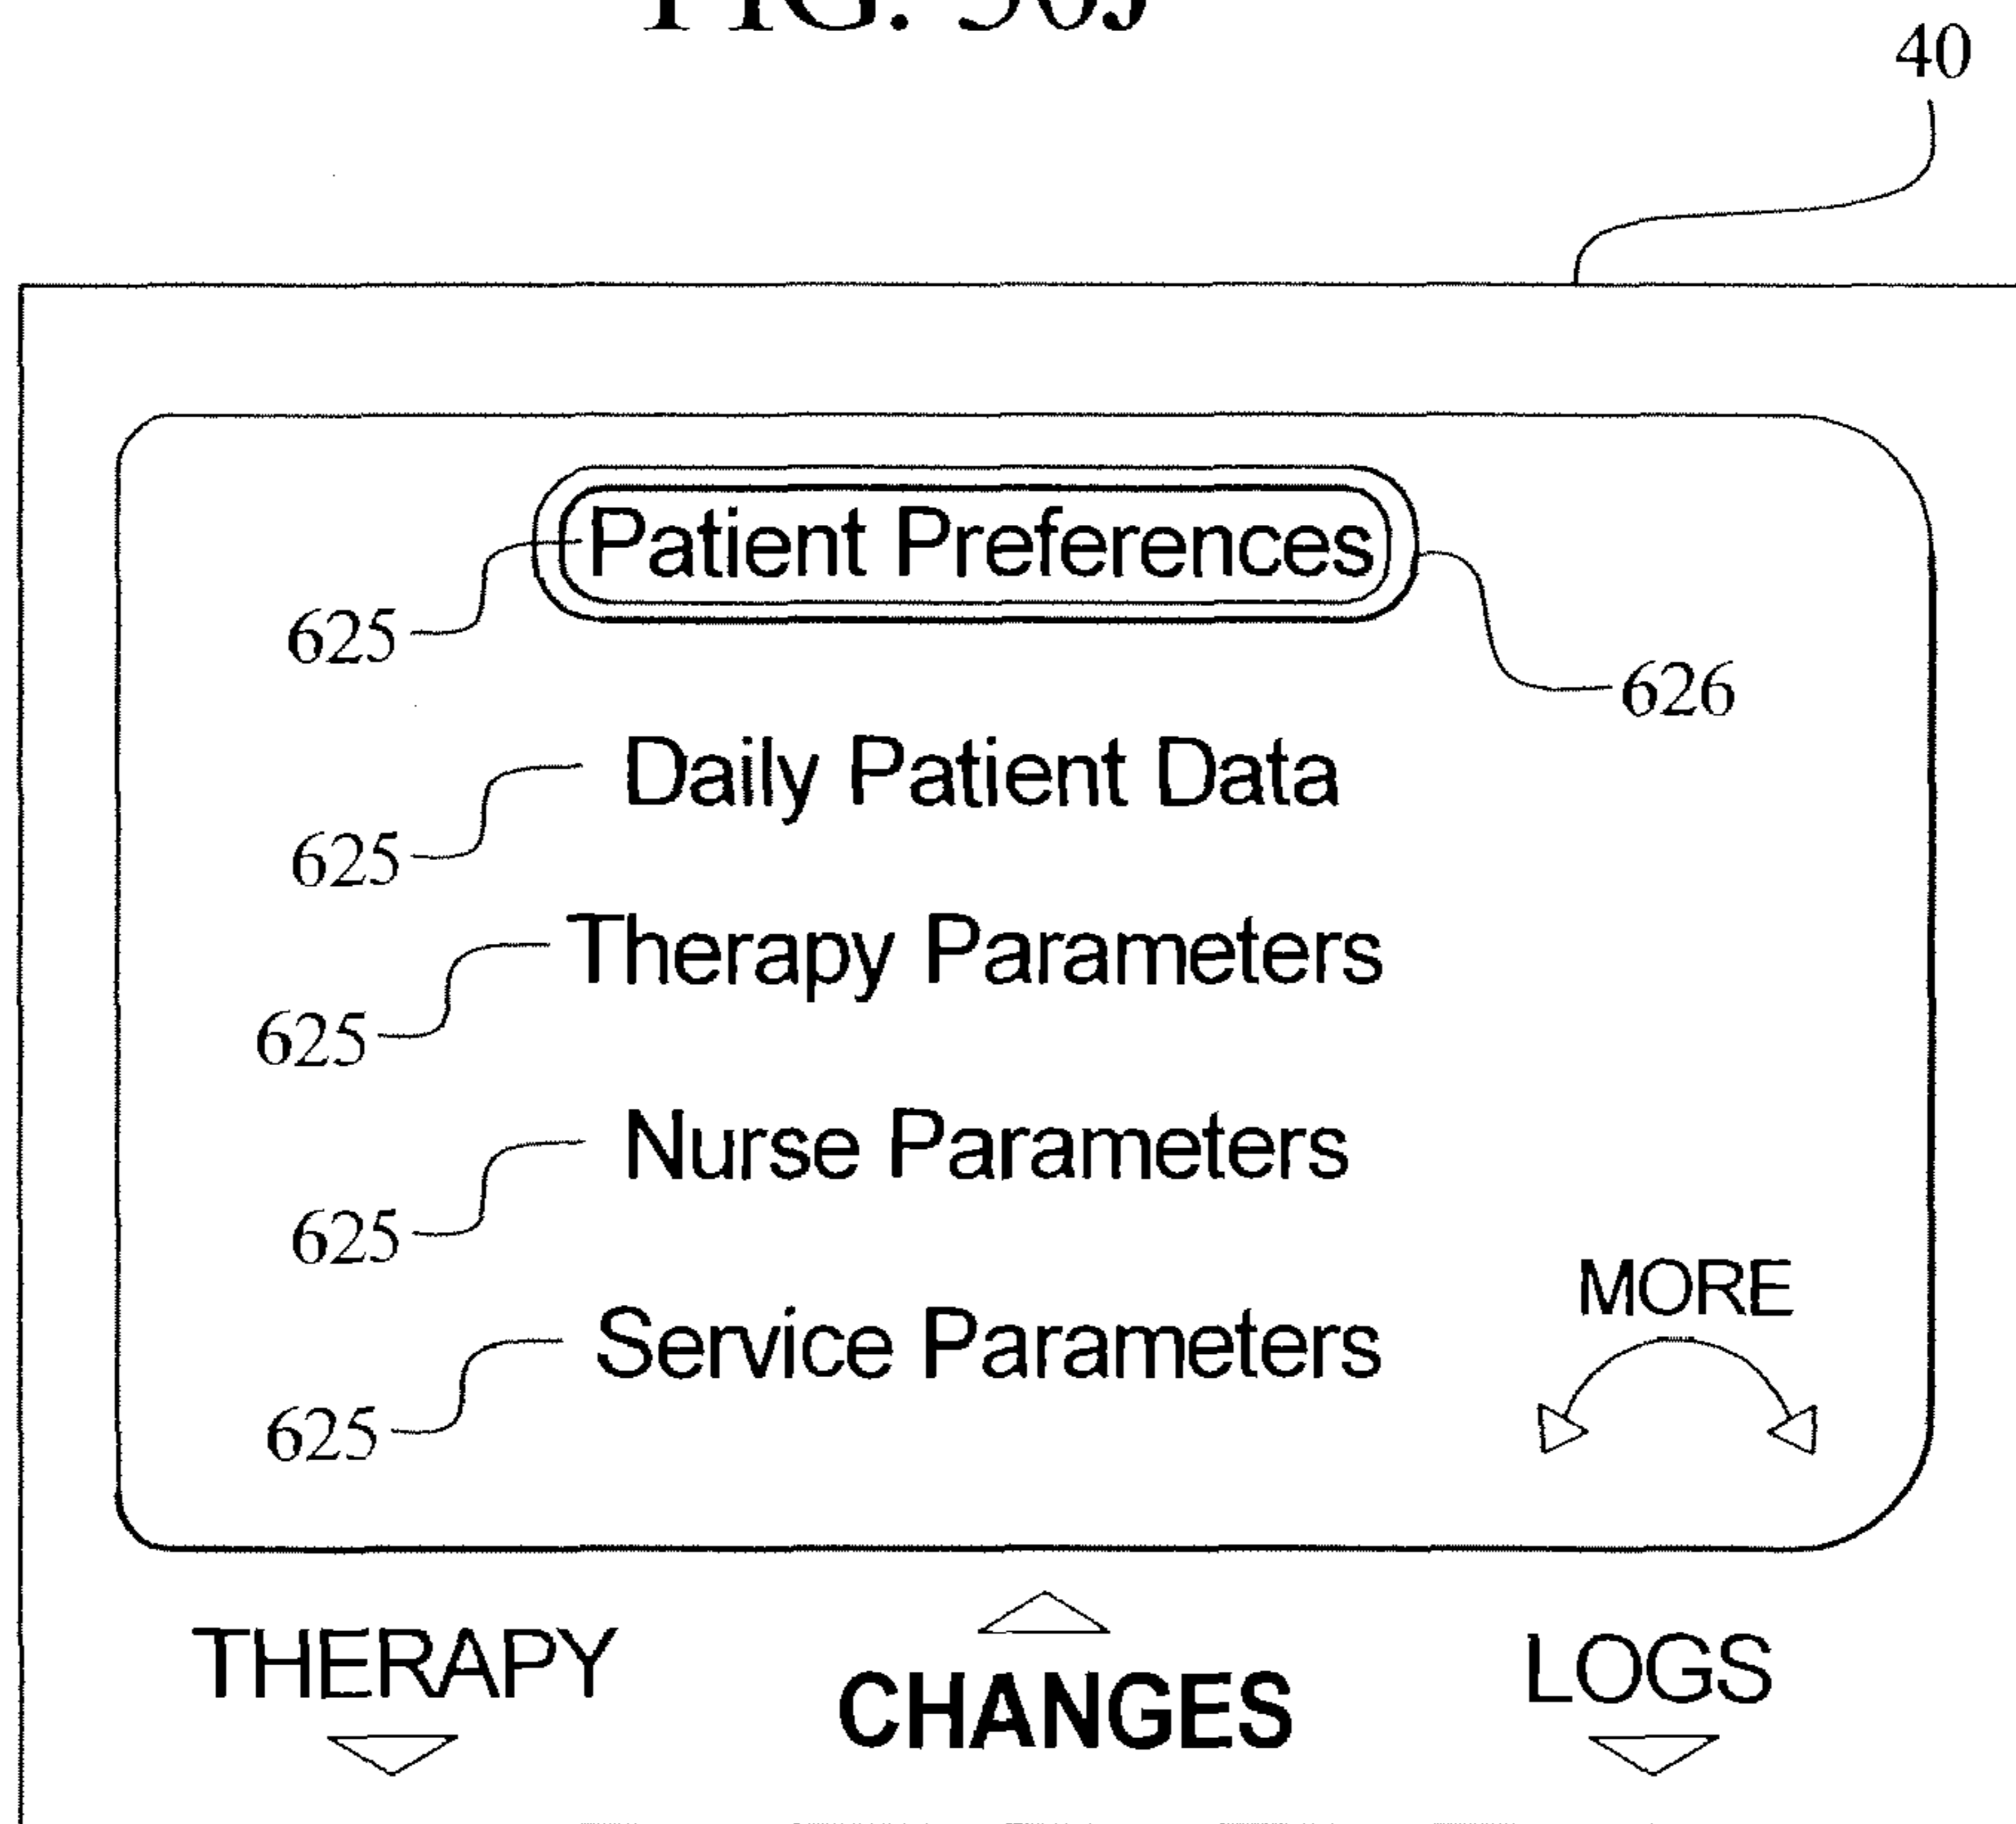 FIG.
40
Patient Preferences
625
626
Daily Patient Data
625
Therapy Parameters
625
Nurse Parameters
625
MORE
Service Parameters
625
THERAPY
CHANGES
LOGS